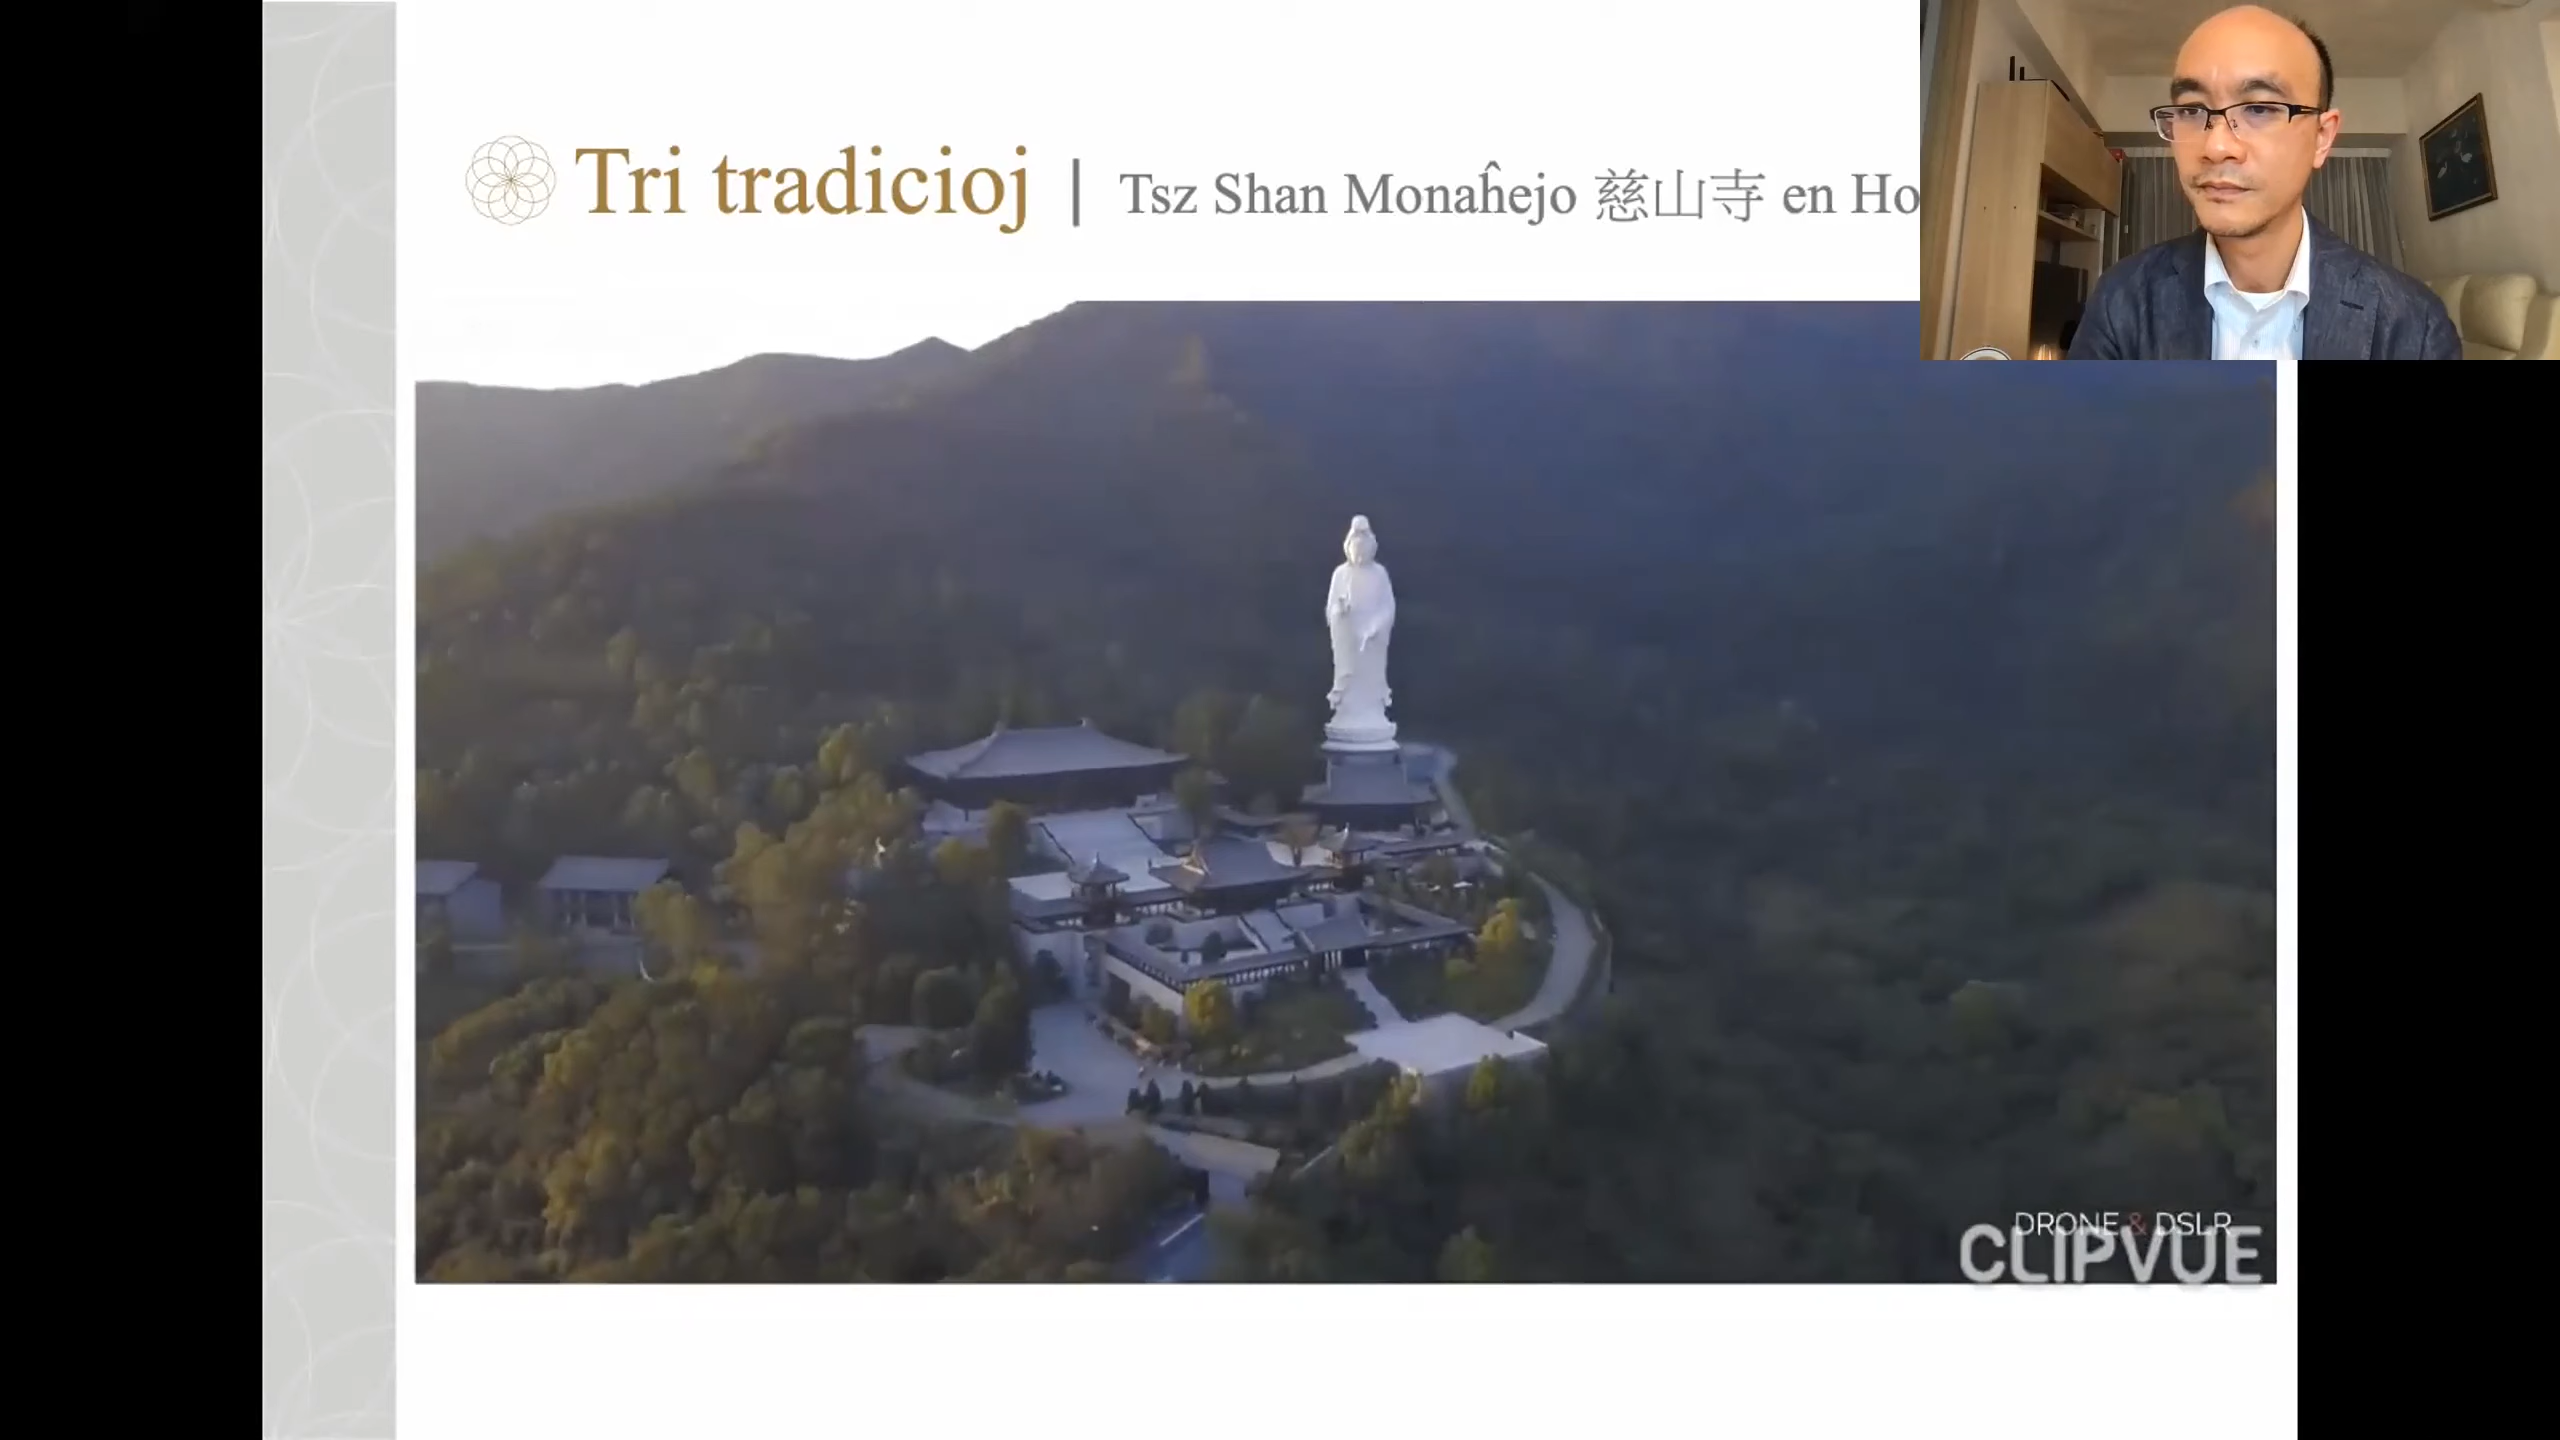 Tri tradicioj | Tsz Shan Monaĥejo 慈山寺 en Ho
DRONE & DSLR
CLIPVUE